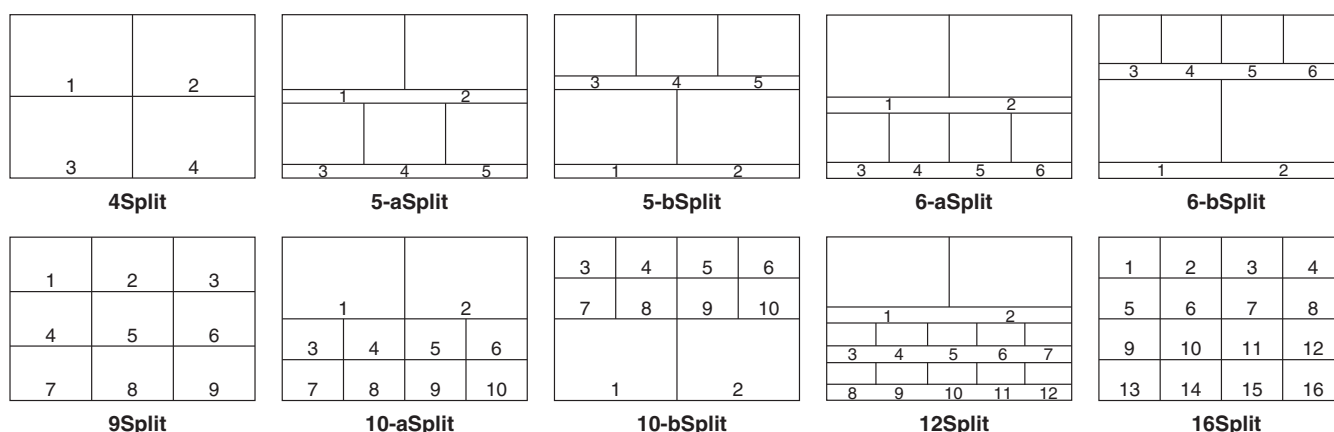 1 2
3 4
4Split
1 2
3 4 5
5-aSplit
3 4 5
1 2
5-bSplit
1 2
3 4 5 6
6-aSplit
3 4 5 6
1 2
6-bSplit
1 2 3
4 5 6
7 8 9
9Split
1 2
3 4 5 6
7 8 9 10
10-aSplit
3 4 5 6
7 8 9 10
1 2
10-bSplit
1 2
3 4 5 6 7
8 9 10 11 12
12Split
1 2 3 4
5 6 7 8
9 10 11 12
13 14 15 16
16Split